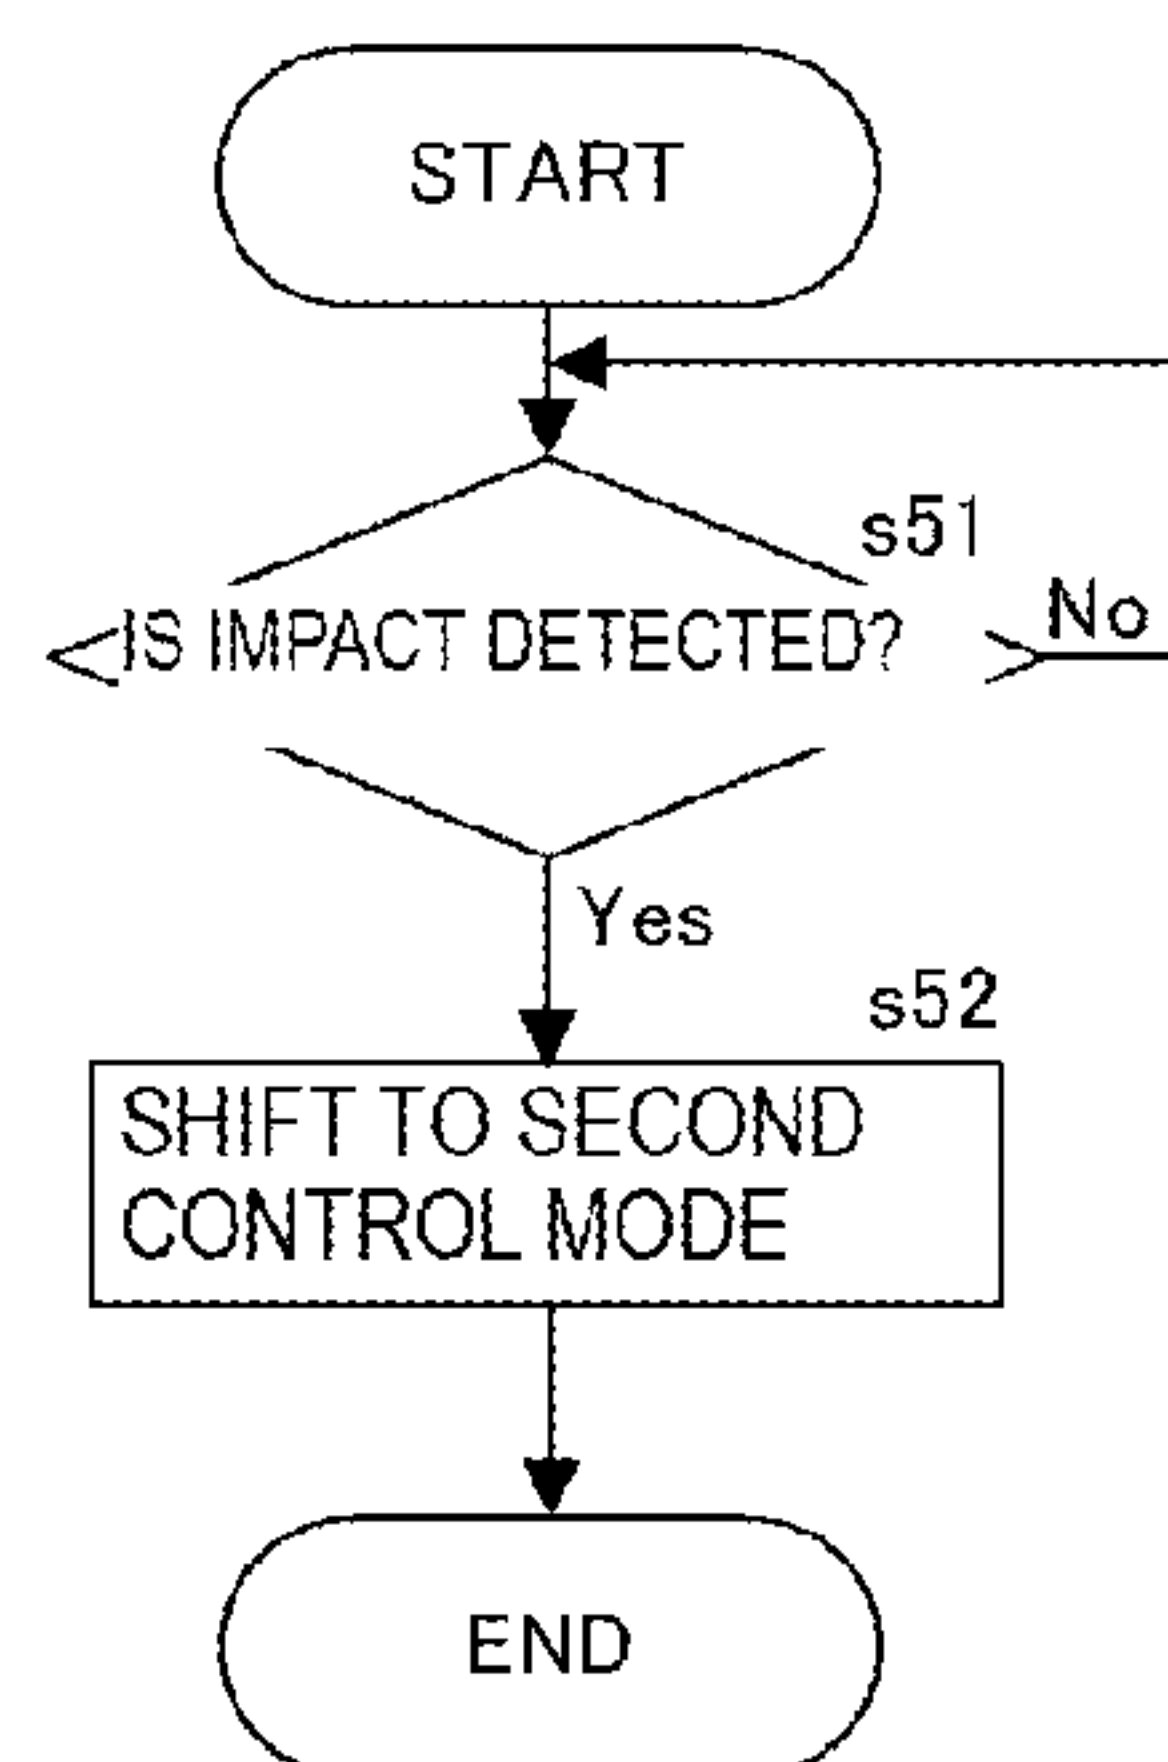 START
s51
IS IMPACT DETECTED?
No
Yes
s52
SHIFT TO SECOND
CONTROL MODE
END